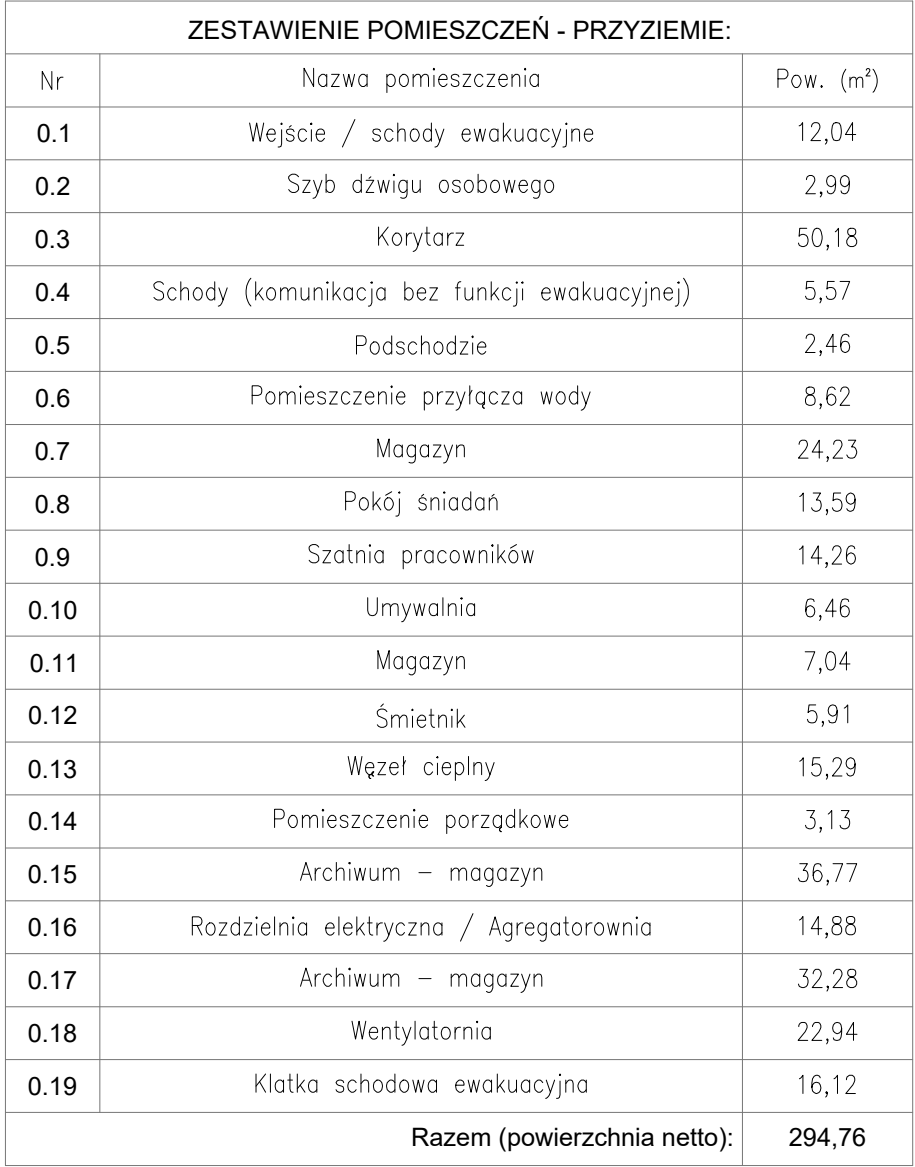 ZESTAWIENIE POMIESZCZEŃ - PRZYZIEMIE:
Nr Nazwa pomieszczenia Pow. (m²)
0.1 Wejście / schody ewakuacyjne 12,04
0.2 Szyb dźwigu osobowego 2,99
0.3 Korytarz 50,18
0.4 Schody (komunikacja bez funkcji ewakuacyjnej) 5,57
0.5 Podschodzie 2,46
0.6 Pomieszczenie przyłącza wody 8,62
0.7 Magazyn 24,23
0.8 Pokój śniadań 13,59
0.9 Szatnia pracowników 14,26
0.10 Umywalnia 6,46
0.11 Magazyn 7,04
0.12 Śmietnik 5,91
0.13 Węzeł cieplny 15,29
0.14 Pomieszczenie porządkowe 3,13
0.15 Archiwum – magazyn 36,77
0.16 Rozdzielnia elektryczna / Agregatorownia 14,88
0.17 Archiwum – magazyn 32,28
0.18 Wentylatornia 22,94
0.19 Klatka schodowa ewakuacyjna 16,12
Razem (powierzchnia netto): 294,76